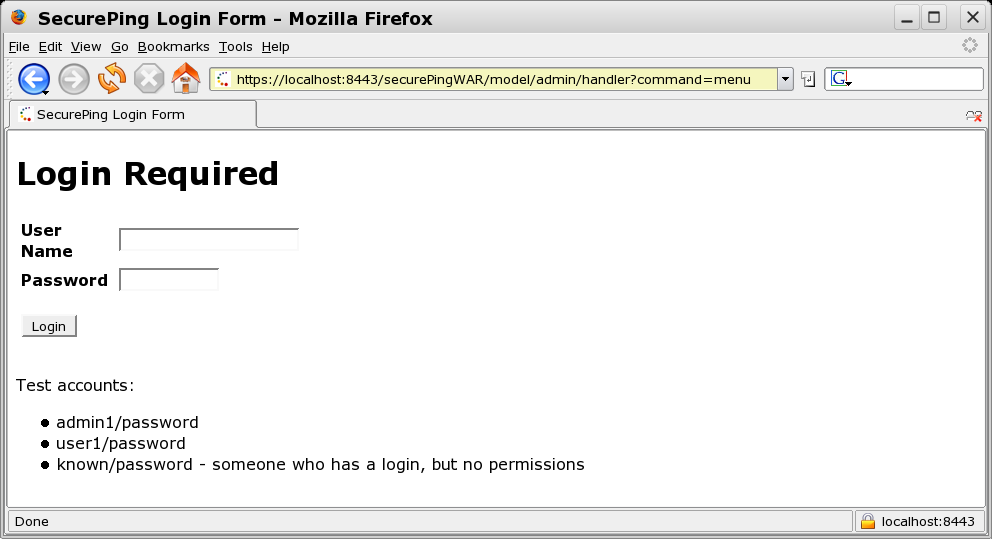 SecurePing Login Form - Mozilla Firefox
File Edit View Go Bookmarks Tools Help
https://localhost:8443/securePingWAR/model/admin/handler?command=menu
G
SecurePing Login Form
Login Required
User
Name
Password
Login
Test accounts:
admin1/password
user1/password
known/password - someone who has a login, but no permissions
Done
localhost:8443